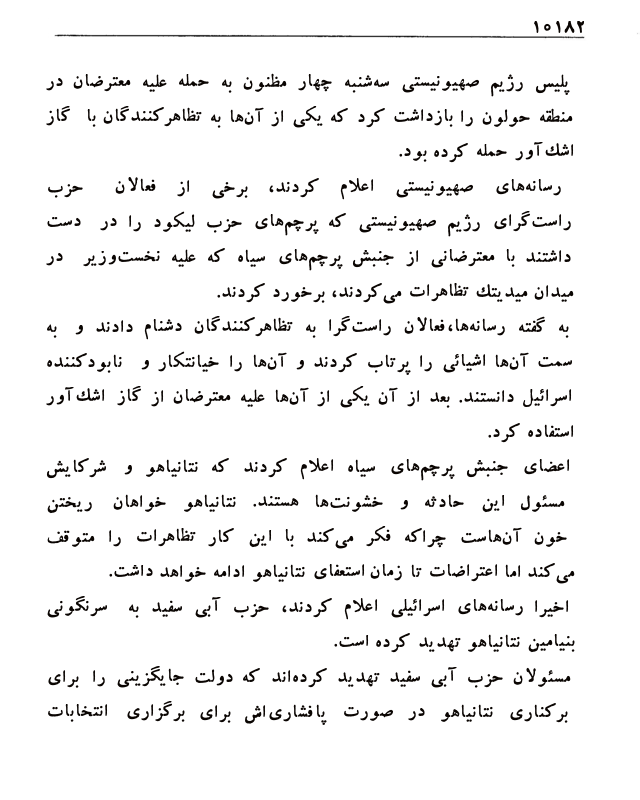 ۱۰۱۸۲
پلیس رژیم صهیونیستی سه‌شنبه چهار مظنون به حمله علیه معترضان در
منطقه حولون را بازداشت کرد که یکی از آن‌ها به تظاهرکنندگان با گاز
اشك‌آور حمله کرده بود.
رسانه‌های صهیونیستی اعلام کردند، برخی از فعالان حزب
راست‌گرای رژیم صهیونیستی که پرچم‌های حزب لیکود را در دست
داشتند با معترضانی از جنبش پرچم‌های سیاه که علیه نخست‌وزیر در
میدان میدیتك تظاهرات می‌کردند، برخورد کردند.
به گفته رسانه‌ها،فعالان راست‌گرا به تظاهرکنندگان دشنام دادند و به
سمت آن‌ها اشیائی را پرتاب کردند و آن‌ها را خیانتکار و نابودکننده
اسرائیل دانستند. بعد از آن یکی از آن‌ها علیه معترضان از گاز اشك‌آور
استفاده کرد.
اعضای جنبش پرچم‌های سیاه اعلام کردند که نتانیاهو و شرکایش
مسئول این حادثه و خشونت‌ها هستند. نتانیاهو خواهان ریختن
خون آن‌هاست چراکه فکر می‌کند با این کار تظاهرات را متوقف
می‌کند اما اعتراضات تا زمان استعفای نتانیاهو ادامه خواهد داشت.
اخیرا رسانه‌های اسرائیلی اعلام کردند، حزب آبی سفید به سرنگونی
بنیامین نتانیاهو تهدید کرده است.
مسئولان حزب آبی سفید تهدید کرده‌اند که دولت جایگزینی را برای
برکناری نتانیاهو در صورت پافشاری‌اش برای برگزاری انتخابات